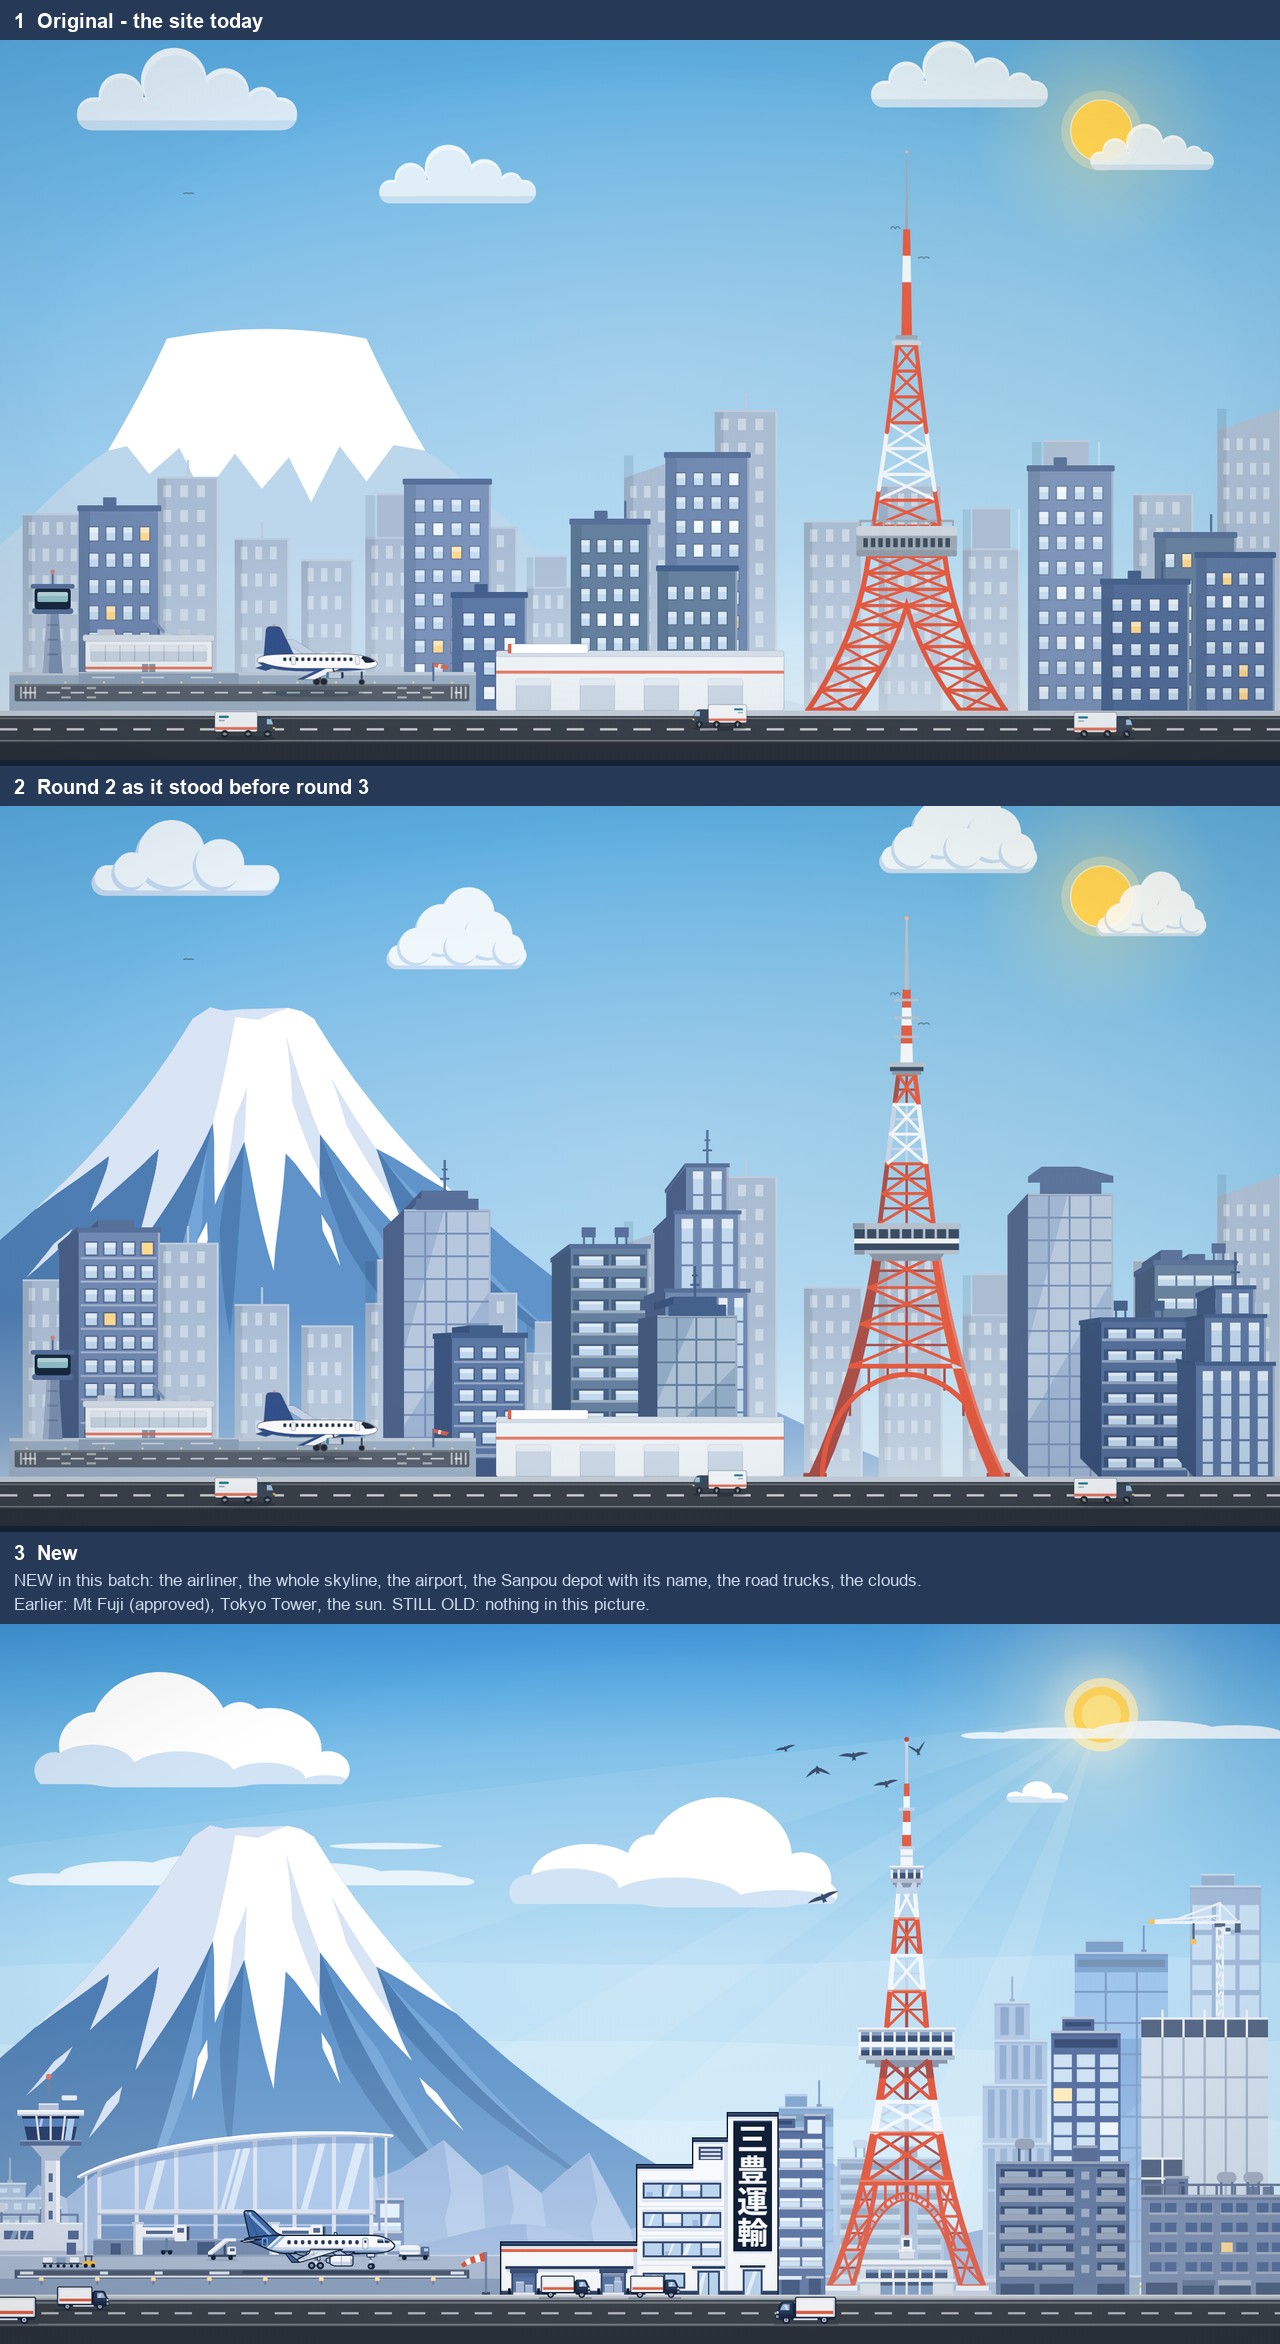 1 Original - the site today
2 Round 2 as it stood before round 3
3 New
NEW in this batch: the airliner, the whole skyline, the airport, the Sanpou depot with its name, the road trucks, the clouds.
Earlier: Mt Fuji (approved), Tokyo Tower, the sun. STILL OLD: nothing in this picture.
三豊運輸